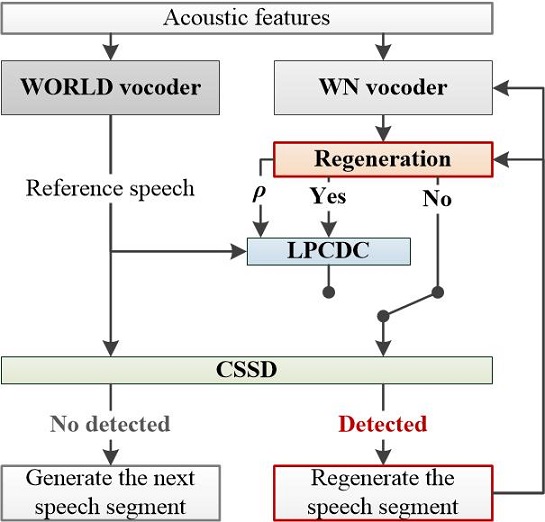 Acoustic features
WORLD vocoder
WN vocoder
Regeneration
Reference speech
ρ
Yes
No
LPCDC
CSSD
No detected
Detected
Generate the next
speech segment
Regenerate the
speech segment